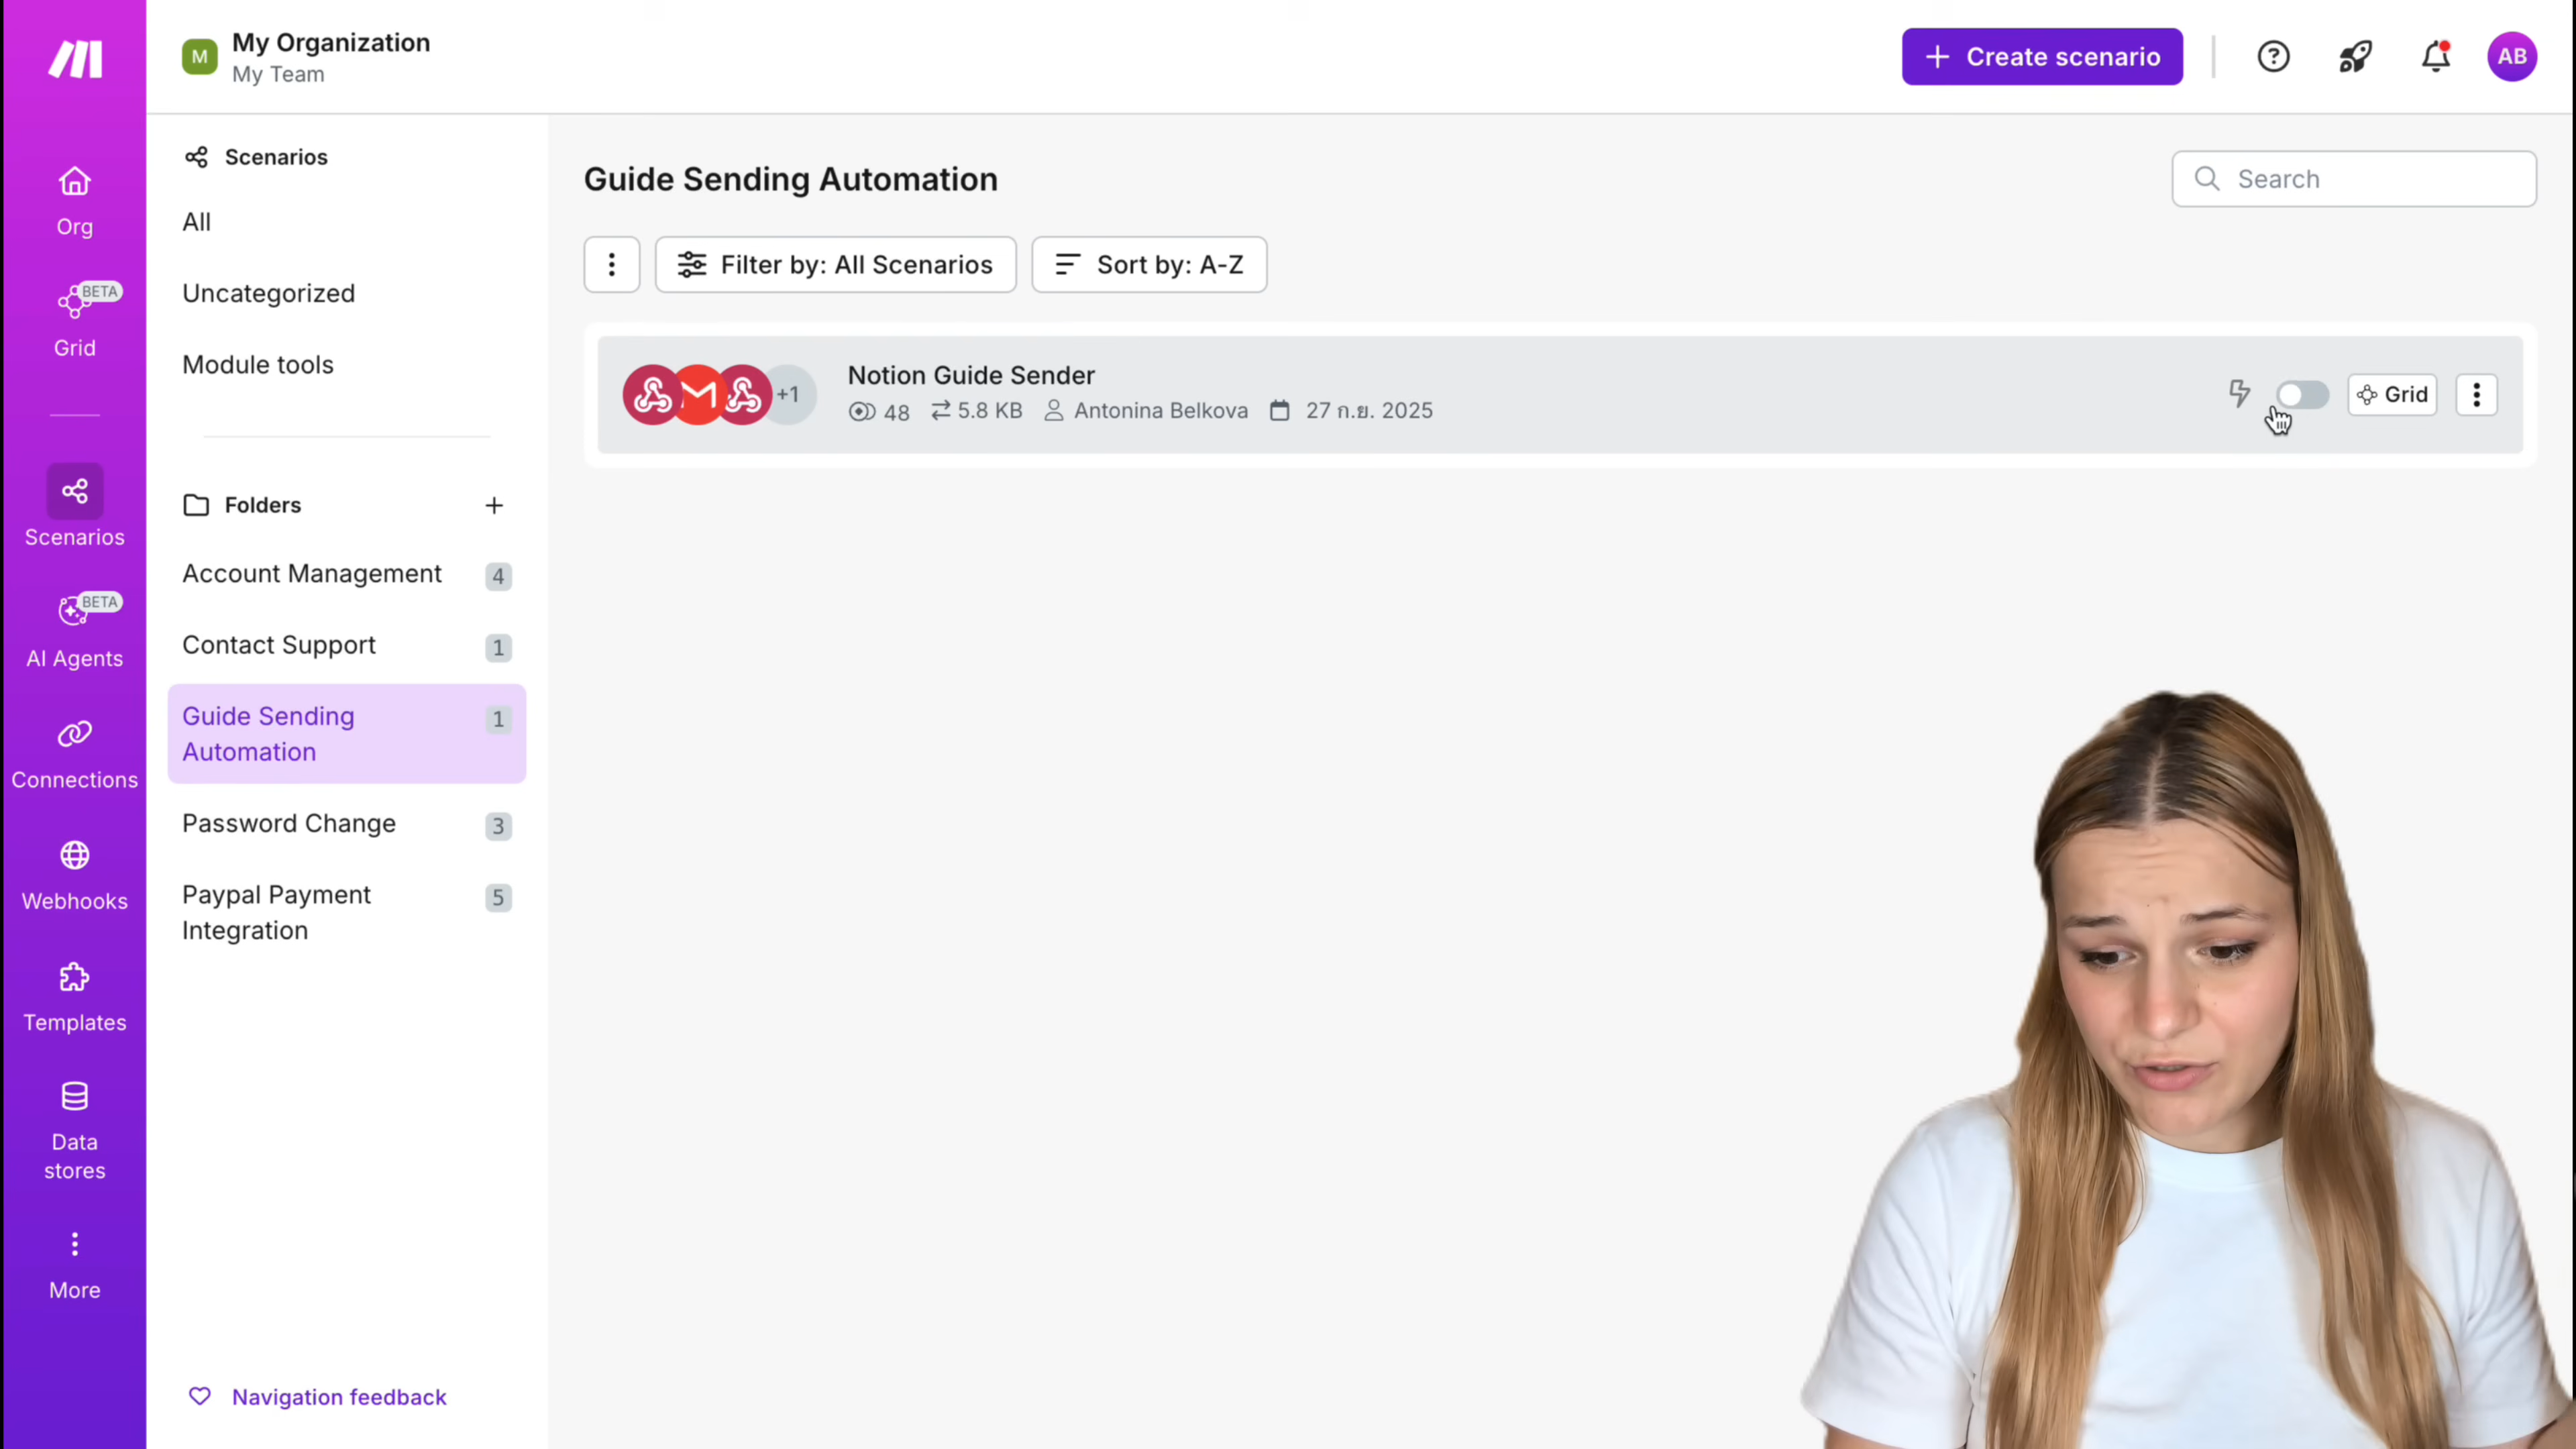 M
My Organization
My Team
Create scenario
AB
Org
BETA
Grid
Scenarios
BETA
AI Agents
Connections
Webhooks
Templates
Data
stores
More
Scenarios
All
Uncategorized
Module tools
Folders
Account Management 4
Contact Support 1
Guide Sending 1
Automation
Password Change 3
Paypal Payment 5
Integration
Navigation feedback
Guide Sending Automation
Search
Filter by: All Scenarios
Sort by: A-Z
+1
Notion Guide Sender
48 5.8 KB Antonina Belkova 27 ก.ย. 2025
Grid